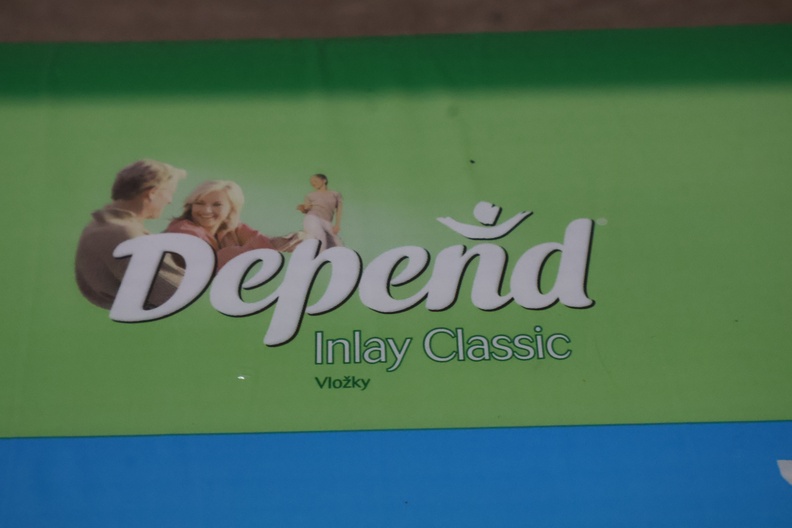 Depend
Inlay Classic
Vložky